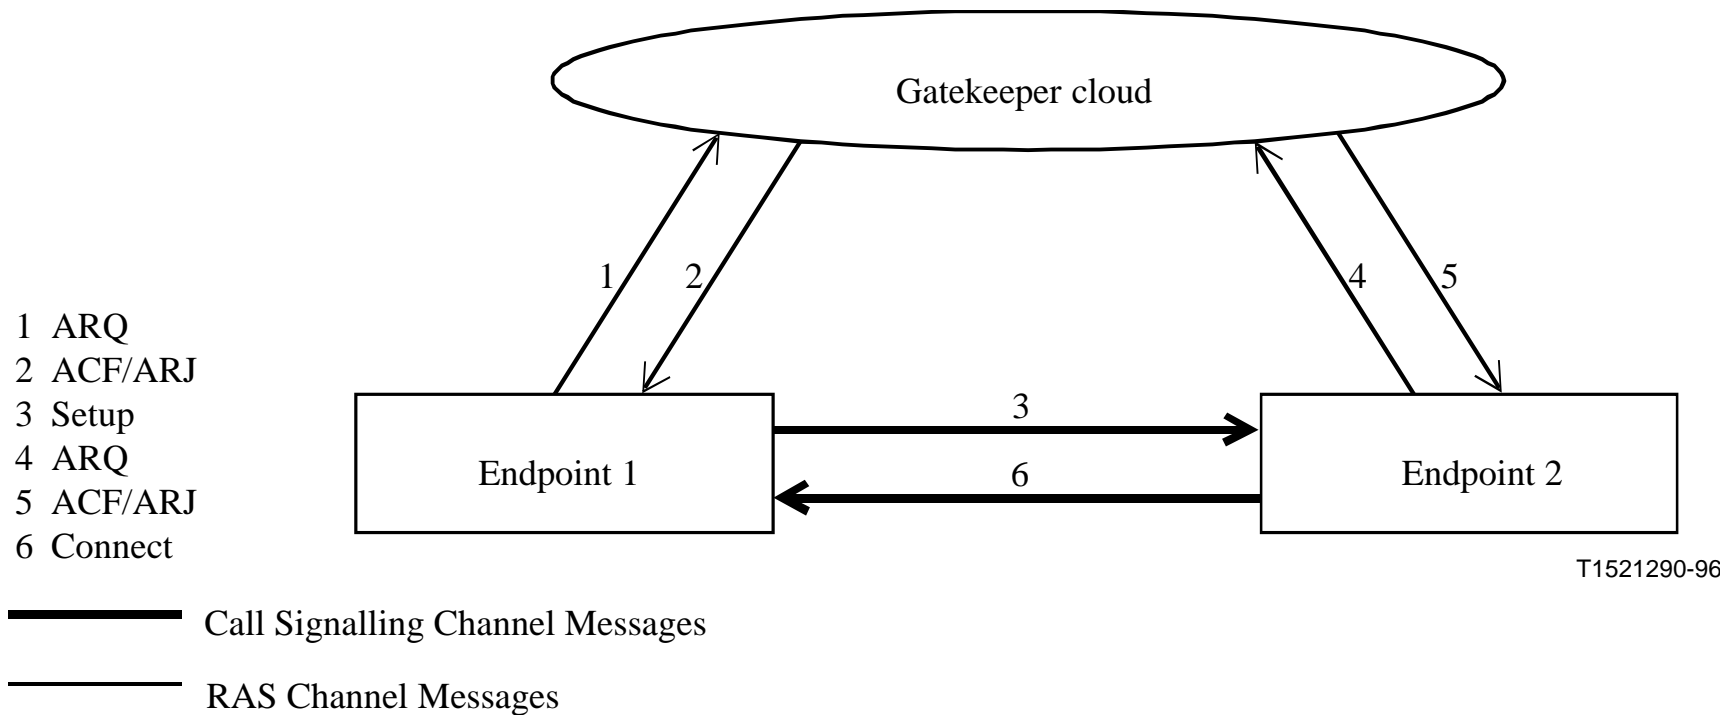 Gatekeeper cloud
1
2
4
5
1 ARQ
2 ACF/ARJ
3 Setup
4 ARQ
5 ACF/ARJ
6 Connect
3
Endpoint 1
6
Endpoint 2
T1521290-96
Call Signalling Channel Messages
RAS Channel Messages